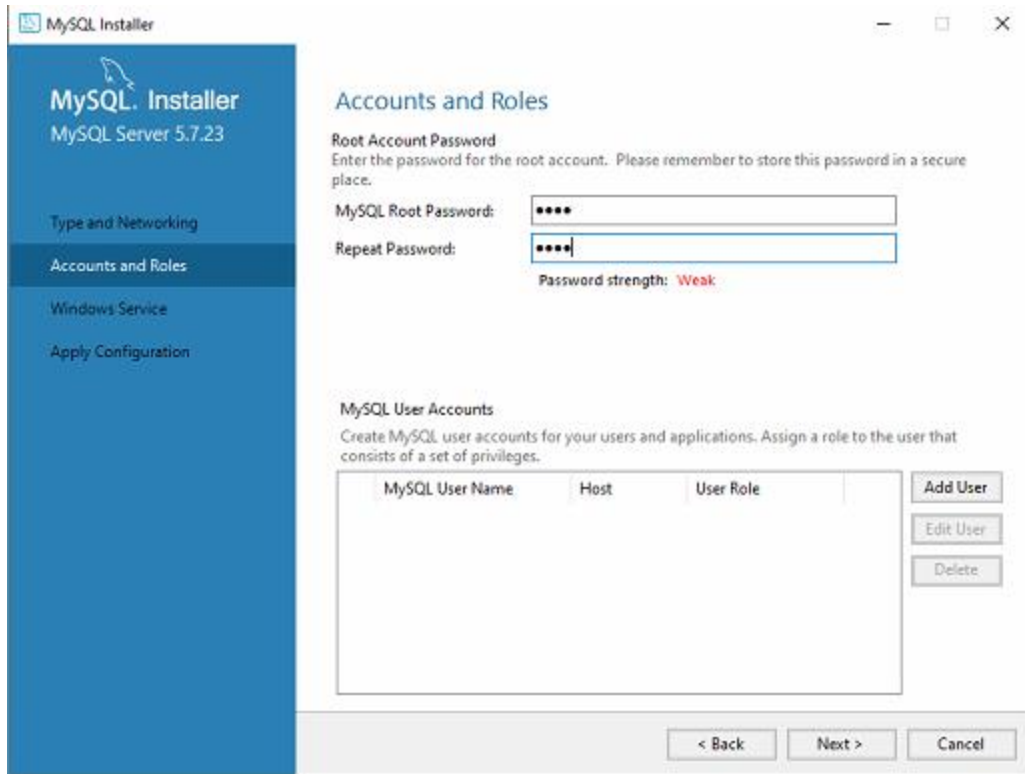 MySQL Installer
MySQL. Installer
MySQL Server 5.7.23
Type and Networking
Accounts and Roles
Windows Service
Apply Configuration
Accounts and Roles
Root Account Password
Enter the password for the root account. Please remember to store this password in a secure
place.
MySQL Root Password: ••••
Repeat Password: ••••
Password strength: Weak
MySQL User Accounts
Create MySQL user accounts for your users and applications. Assign a role to the user that
consists of a set of privileges.
MySQL User Name Host User Role
Add User
Edit User
Delete
< Back Next > Cancel